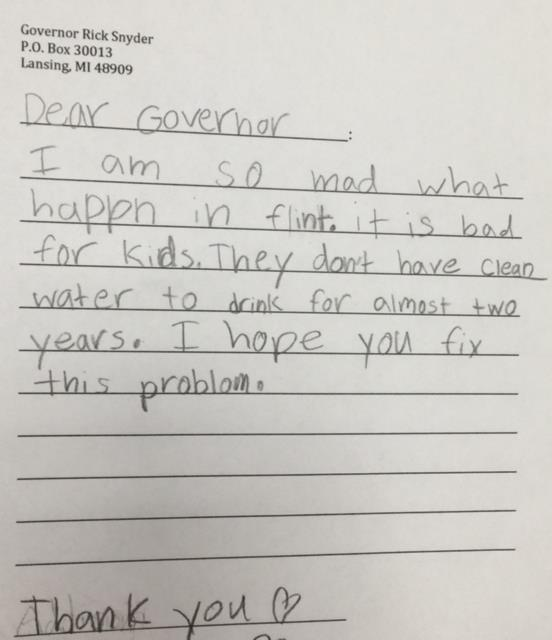 Governor Rick Snyder
P.O. Box 30013
Lansing, MI 48909
Dear Governor :
I am so mad what
happn in flint. it is bad
for kids. They don't have clean
water to drink for almost two
years. I hope you fix
this problom.
Thank you ♡